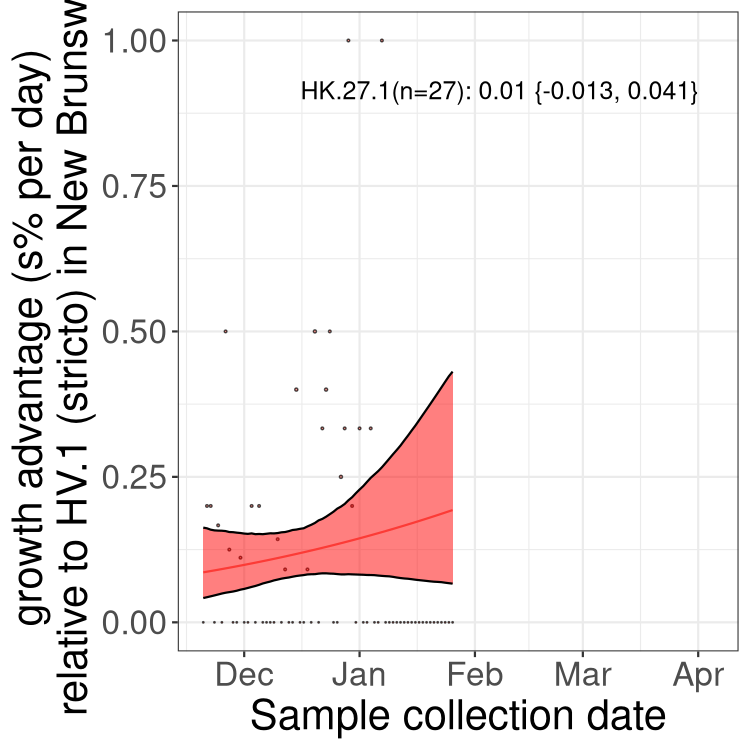 growth advantage (s% per day)
relative to HV.1 (stricto) in New Brunsw
1.00
0.75
0.50
0.25
0.00
HK.27.1(n=27): 0.01 {-0.013, 0.041}
Dec Jan Feb Mar Apr
Sample collection date